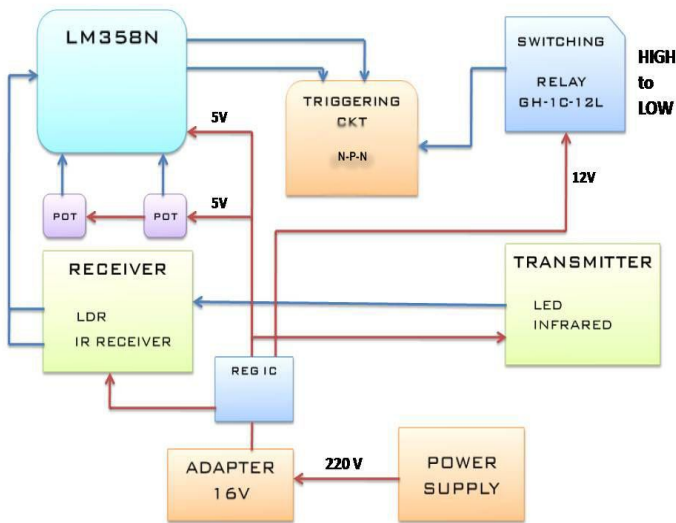 LM358N
SWITCHING
RELAY
GH-1C-12L
HIGH
to
LOW
TRIGGERING
CKT
N-P-N
5V
12V
5V
POT
POT
RECEIVER
LDR
IR RECEIVER
TRANSMITTER
LED
INFRARED
REG IC
ADAPTER
16V
220 V
POWER
SUPPLY